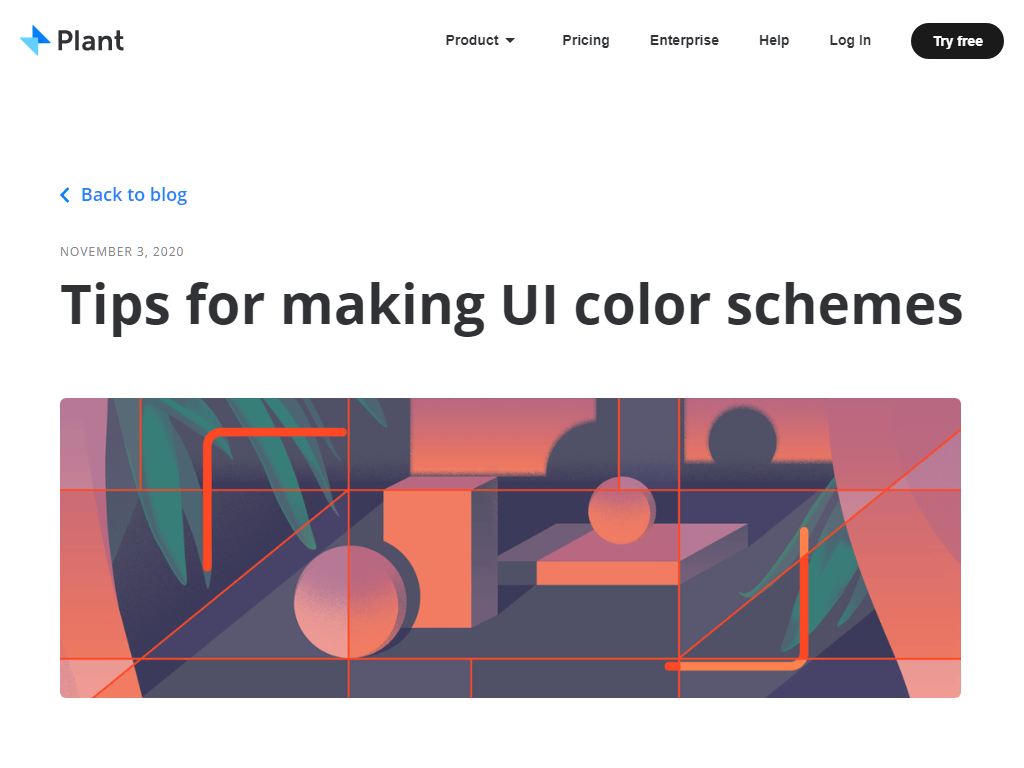 Plant
Product
Pricing
Enterprise
Help
Log In
Try free
Back to blog
NOVEMBER 3, 2020
Tips for making UI color schemes